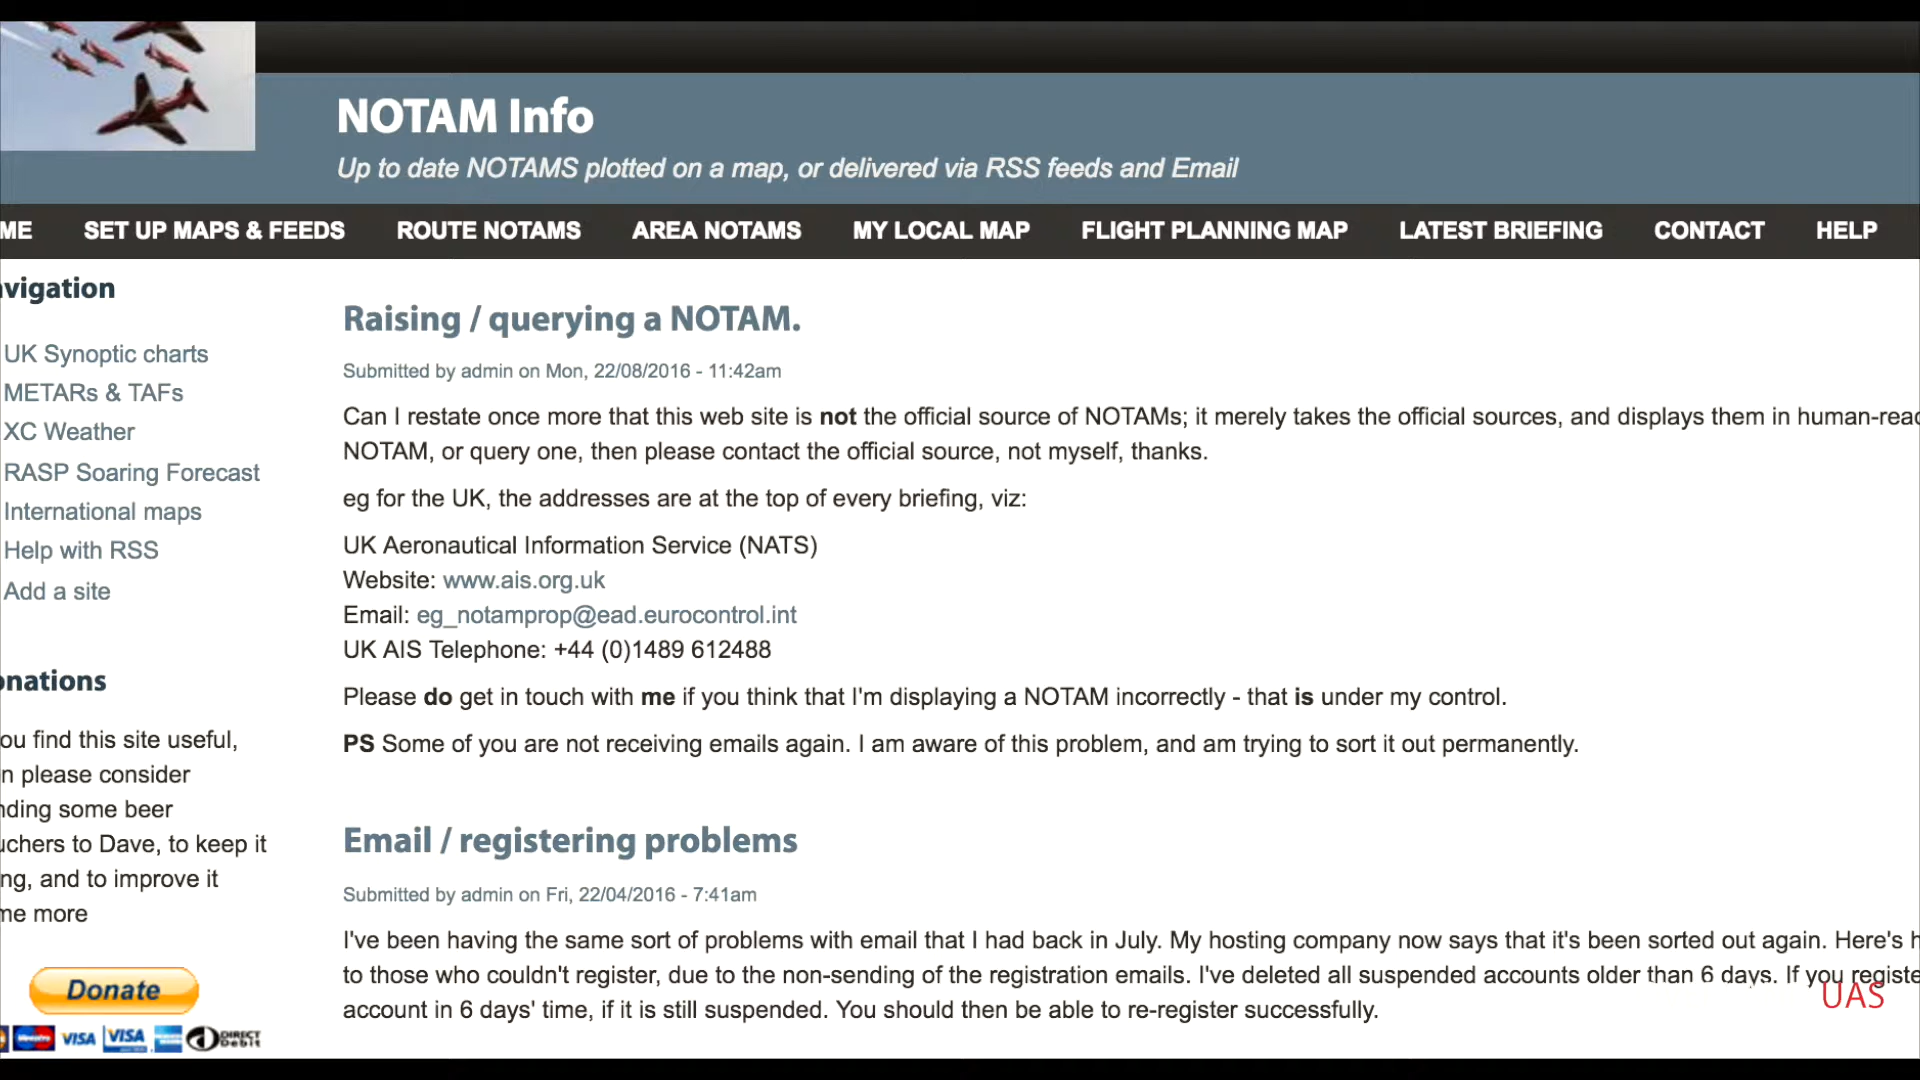 NOTAM Info
Up to date NOTAMS plotted on a map, or delivered via RSS feeds and Email
ME SET UP MAPS & FEEDS ROUTE NOTAMS AREA NOTAMS MY LOCAL MAP FLIGHT PLANNING MAP LATEST BRIEFING CONTACT HELP
vigation
UK Synoptic charts
METARs & TAFs
XC Weather
RASP Soaring Forecast
International maps
Help with RSS
Add a site
onations
ou find this site useful,
n please consider
nding some beer
uchers to Dave, to keep it
ng, and to improve it
me more
Donate
VISA VISA DIRECT Debit
Raising / querying a NOTAM.
Submitted by admin on Mon, 22/08/2016 - 11:42am
Can I restate once more that this web site is not the official source of NOTAMs; it merely takes the official sources, and displays them in human-read
NOTAM, or query one, then please contact the official source, not myself, thanks.
eg for the UK, the addresses are at the top of every briefing, viz:
UK Aeronautical Information Service (NATS)
Website: www.ais.org.uk
Email: eg_notamprop@ead.eurocontrol.int
UK AIS Telephone: +44 (0)1489 612488
Please do get in touch with me if you think that I'm displaying a NOTAM incorrectly - that is under my control.
PS Some of you are not receiving emails again. I am aware of this problem, and am trying to sort it out permanently.
Email / registering problems
Submitted by admin on Fri, 22/04/2016 - 7:41am
I've been having the same sort of problems with email that I had back in July. My hosting company now says that it's been sorted out again. Here's h
to those who couldn't register, due to the non-sending of the registration emails. I've deleted all suspended accounts older than 6 days. If you registe
account in 6 days' time, if it is still suspended. You should then be able to re-register successfully.
UAS